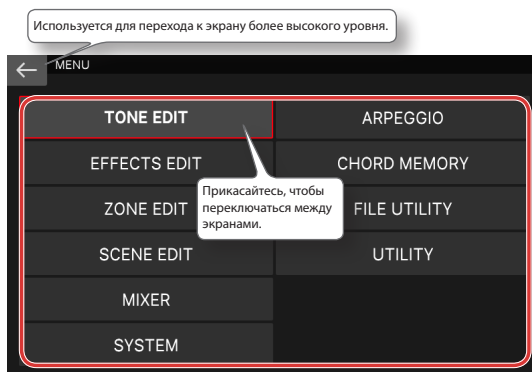 Используется для перехода к экрану более высокого уровня.
MENU
TONE EDIT
ARPEGGIO
EFFECTS EDIT
CHORD MEMORY
Прикасайтесь, чтобы
переключаться между
экранами.
ZONE EDIT
FILE UTILITY
SCENE EDIT
UTILITY
MIXER
SYSTEM